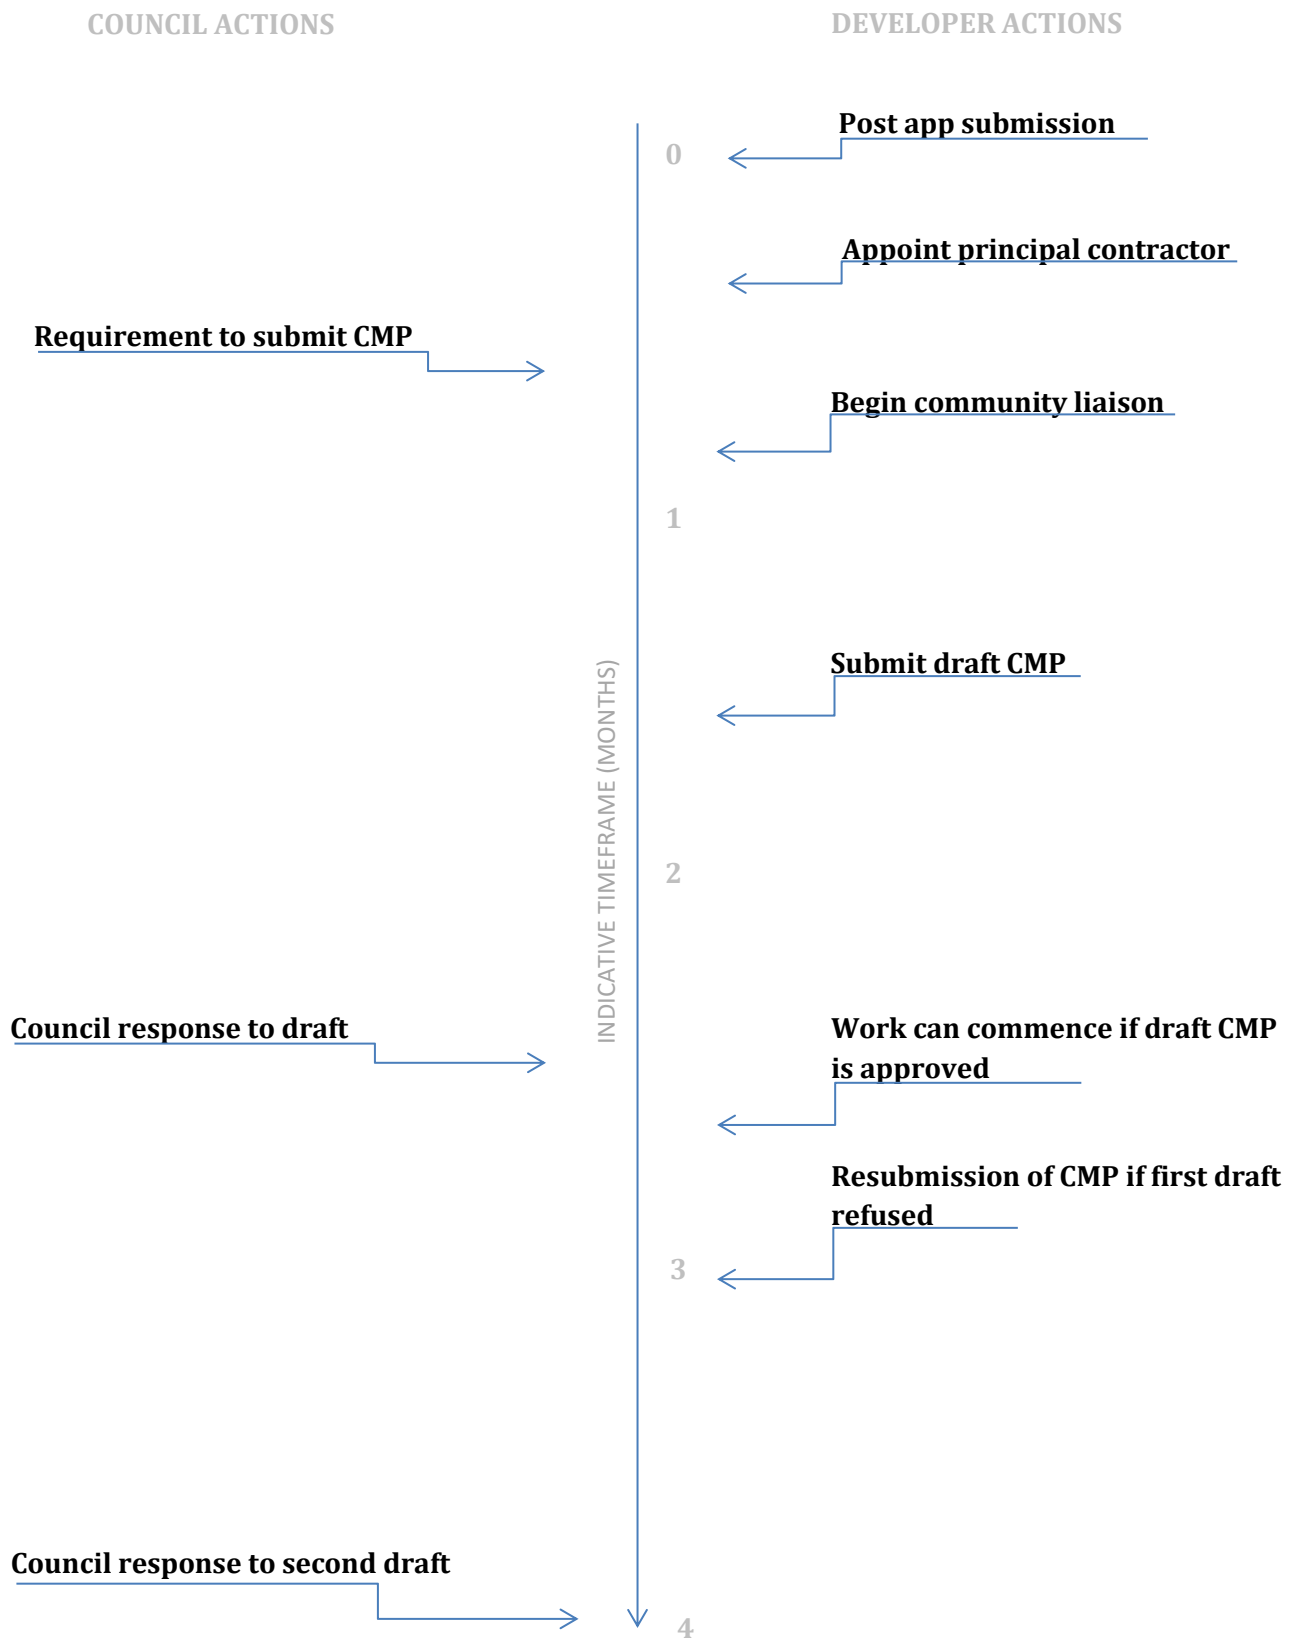 COUNCIL ACTIONS
DEVELOPER ACTIONS
Post app submission
0
Appoint principal contractor
Requirement to submit CMP
Begin community liaison
1
Submit draft CMP
INDICATIVE TIMEFRAME (MONTHS)
2
Council response to draft
Work can commence if draft CMP
is approved
Resubmission of CMP if first draft
refused
3
Council response to second draft
4